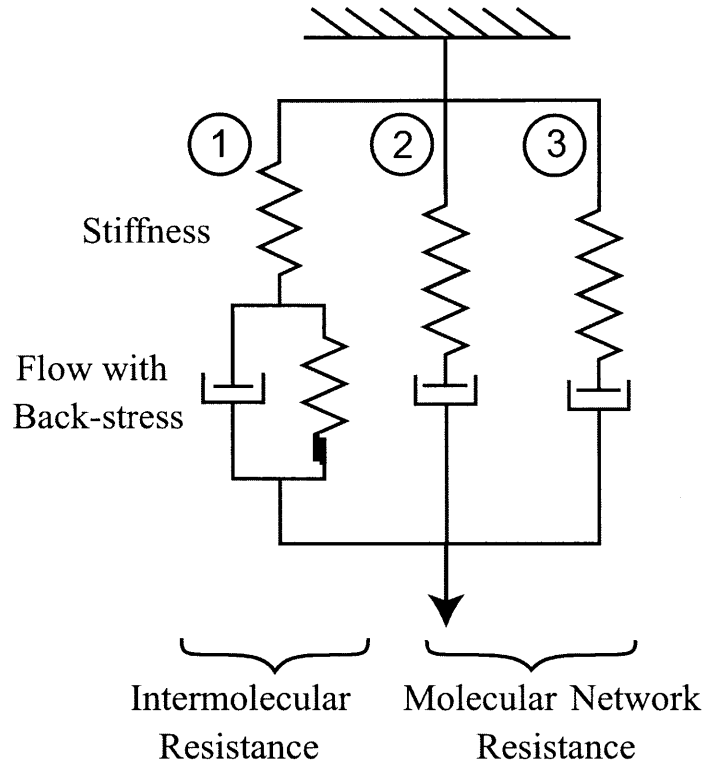 1
2
3
Stiffness
Flow with
Back-stress
Intermolecular
Resistance
Molecular Network
Resistance